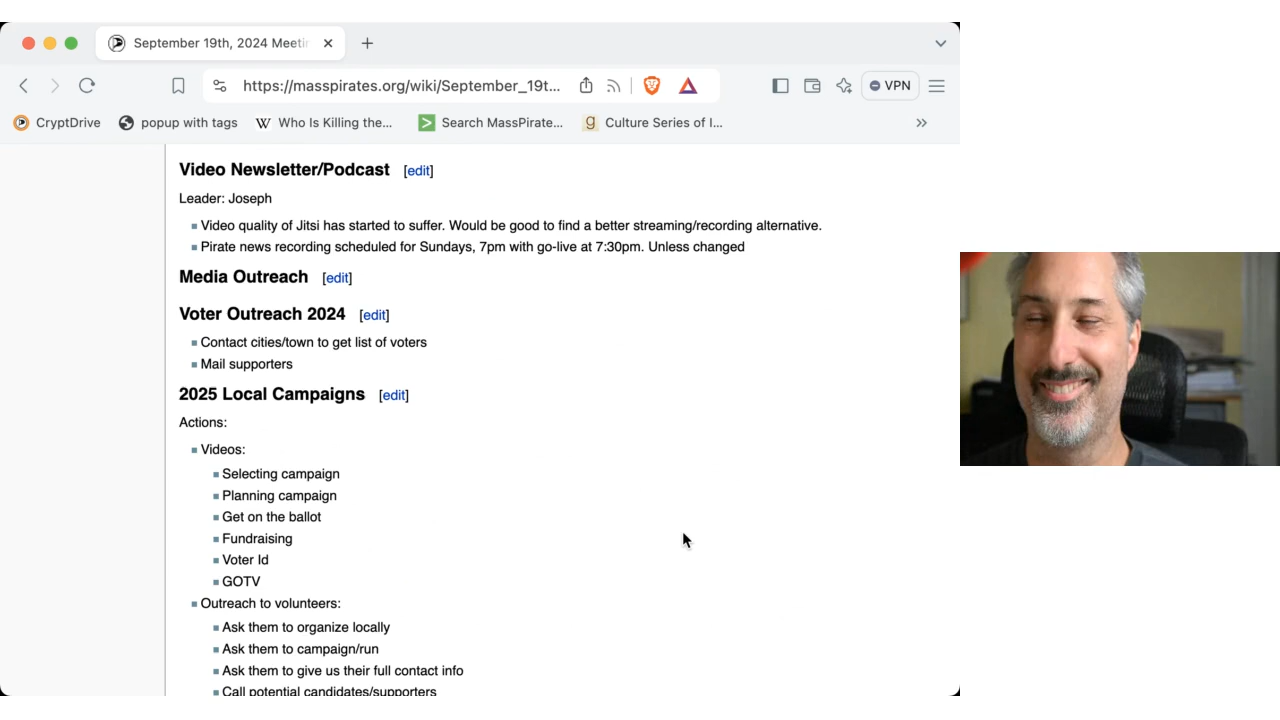 September 19th, 2024 Meeti
https://masspirates.org/wiki/September_19t...
VPN
CryptDrive
popup with tags
W Who Is Killing the...
Search MassPirate...
g Culture Series of I...
Video Newsletter/Podcast [edit]
Leader: Joseph
Video quality of Jitsi has started to suffer. Would be good to find a better streaming/recording alternative.
Pirate news recording scheduled for Sundays, 7pm with go-live at 7:30pm. Unless changed
Media Outreach [edit]
Voter Outreach 2024 [edit]
Contact cities/town to get list of voters
Mail supporters
2025 Local Campaigns [edit]
Actions:
Videos:
Selecting campaign
Planning campaign
Get on the ballot
Fundraising
Voter Id
GOTV
Outreach to volunteers:
Ask them to organize locally
Ask them to campaign/run
Ask them to give us their full contact info
Call potential candidates/supporters